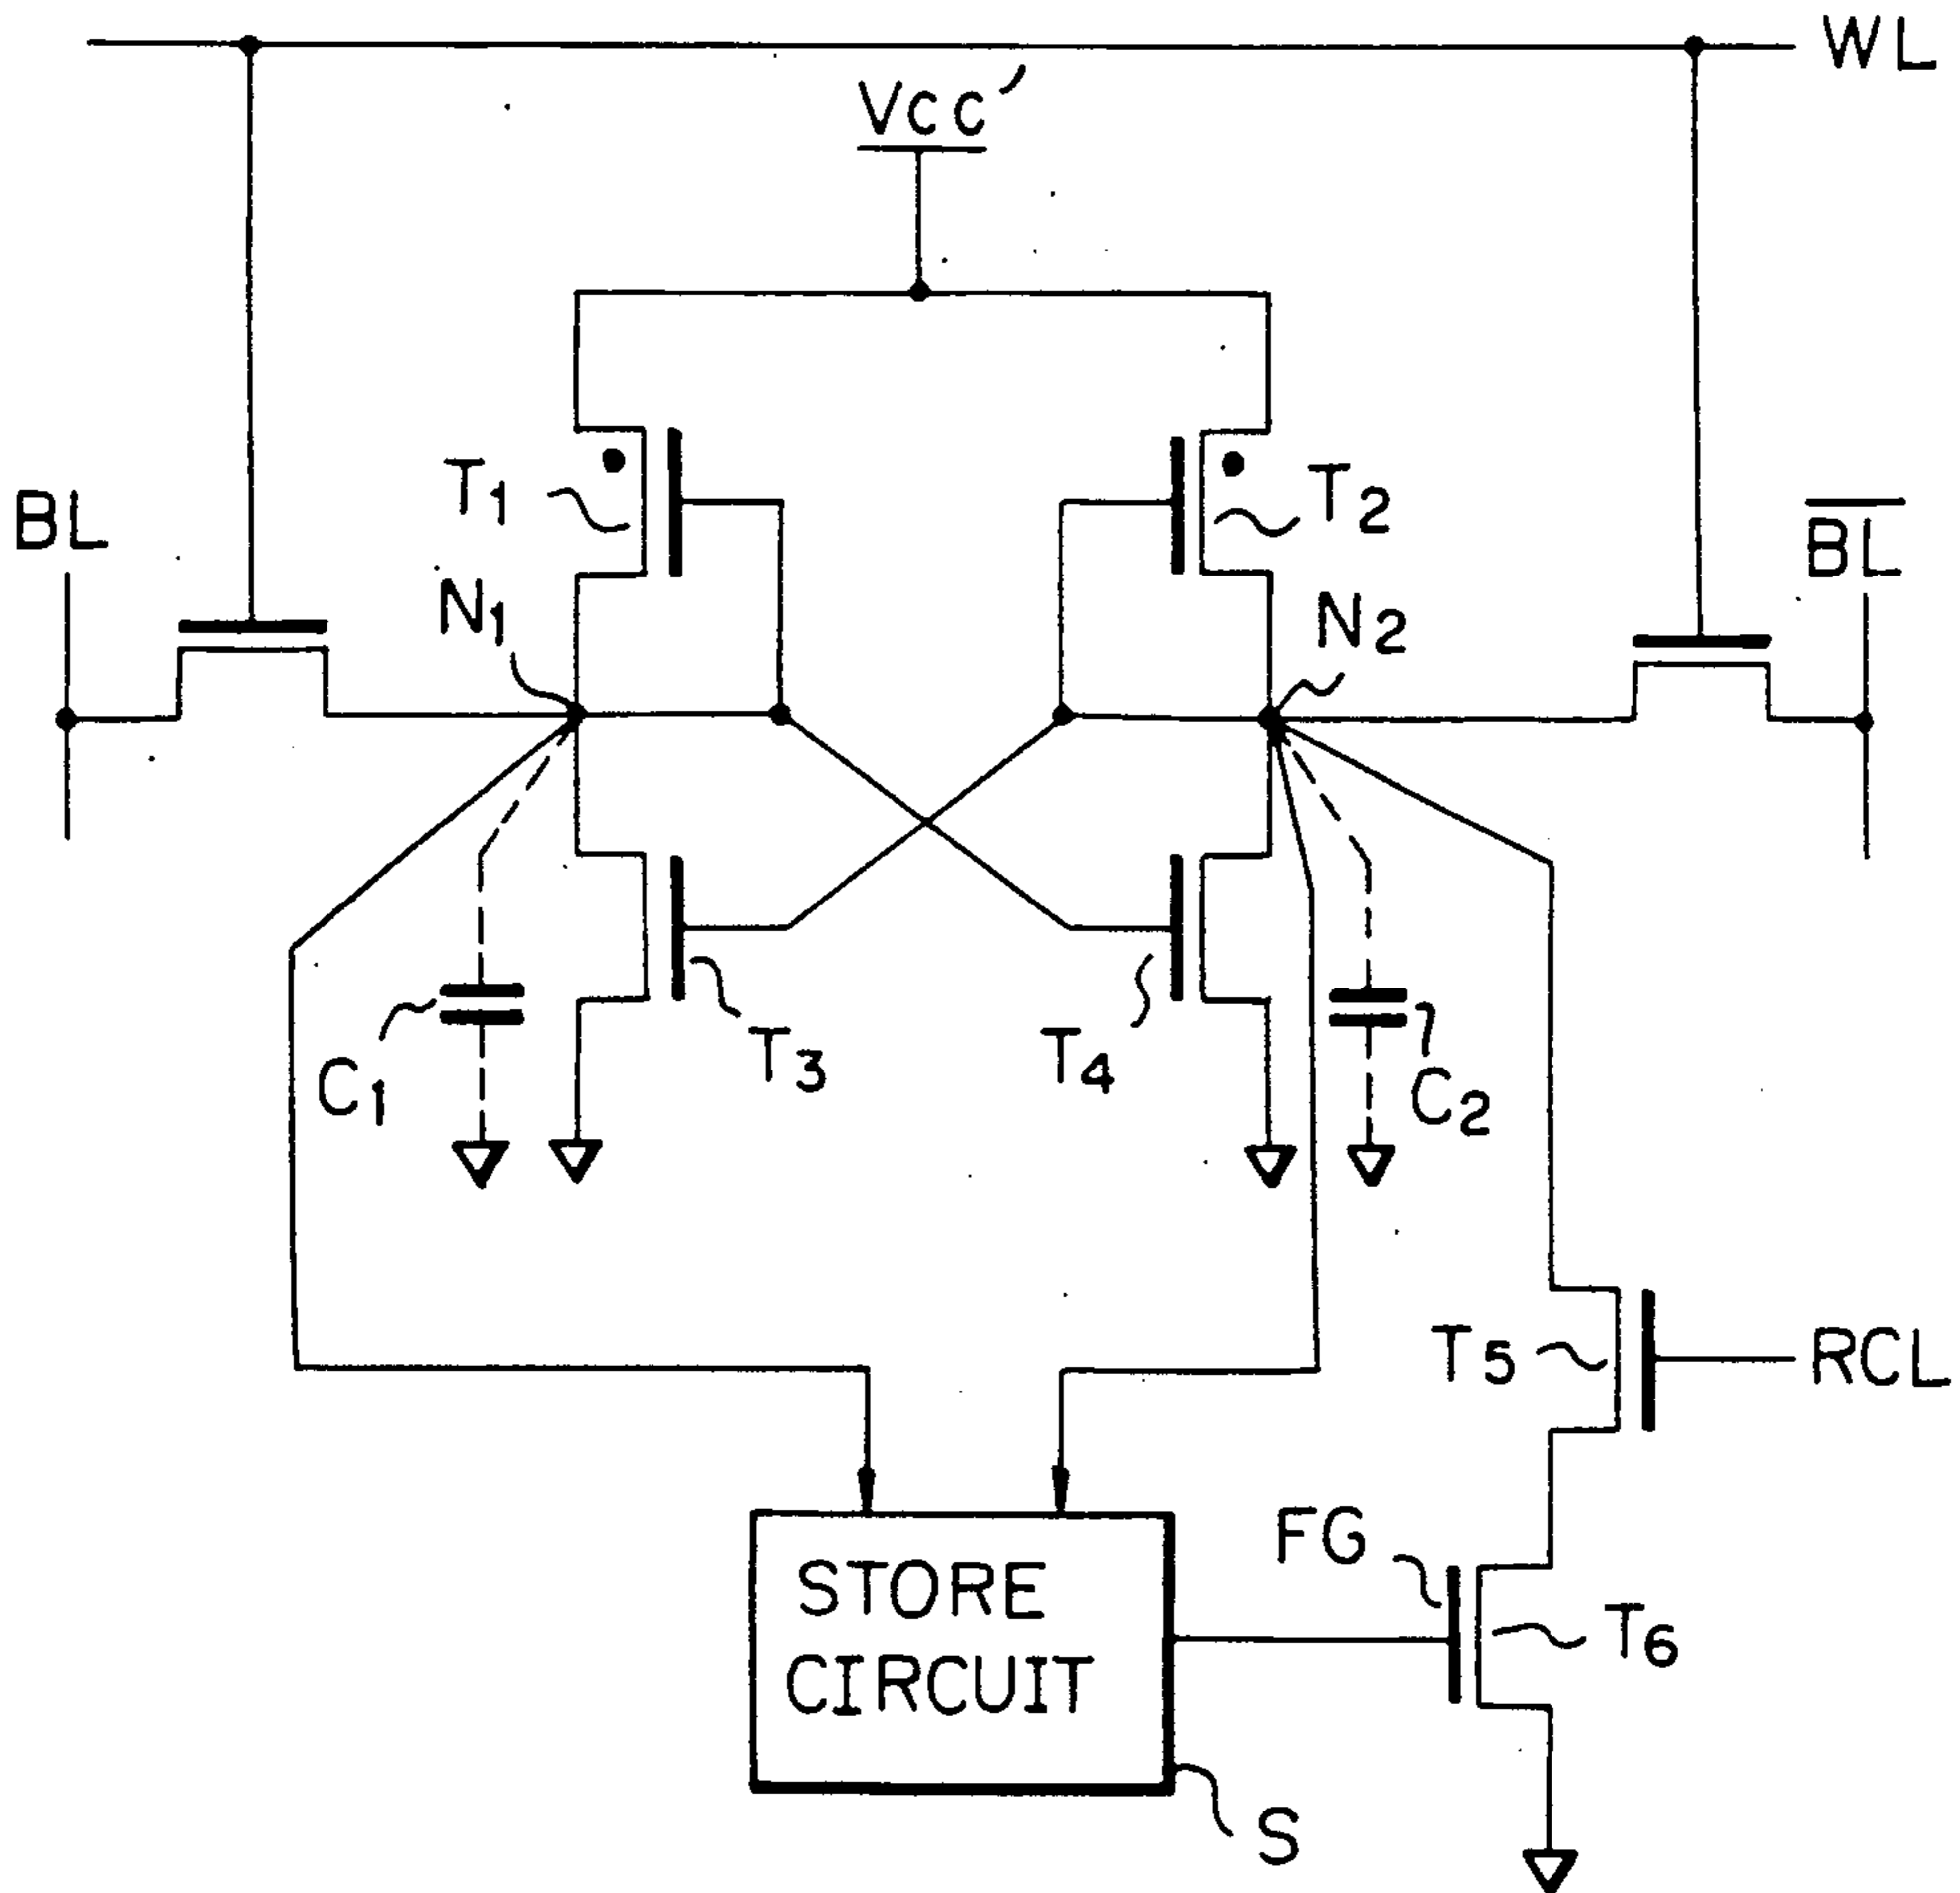 WL
Vcc'
BL
T1
T2
BL
N1
N2
C1
T3
T4
C2
T5
RCL
STORE
CIRCUIT
FG
T6
S